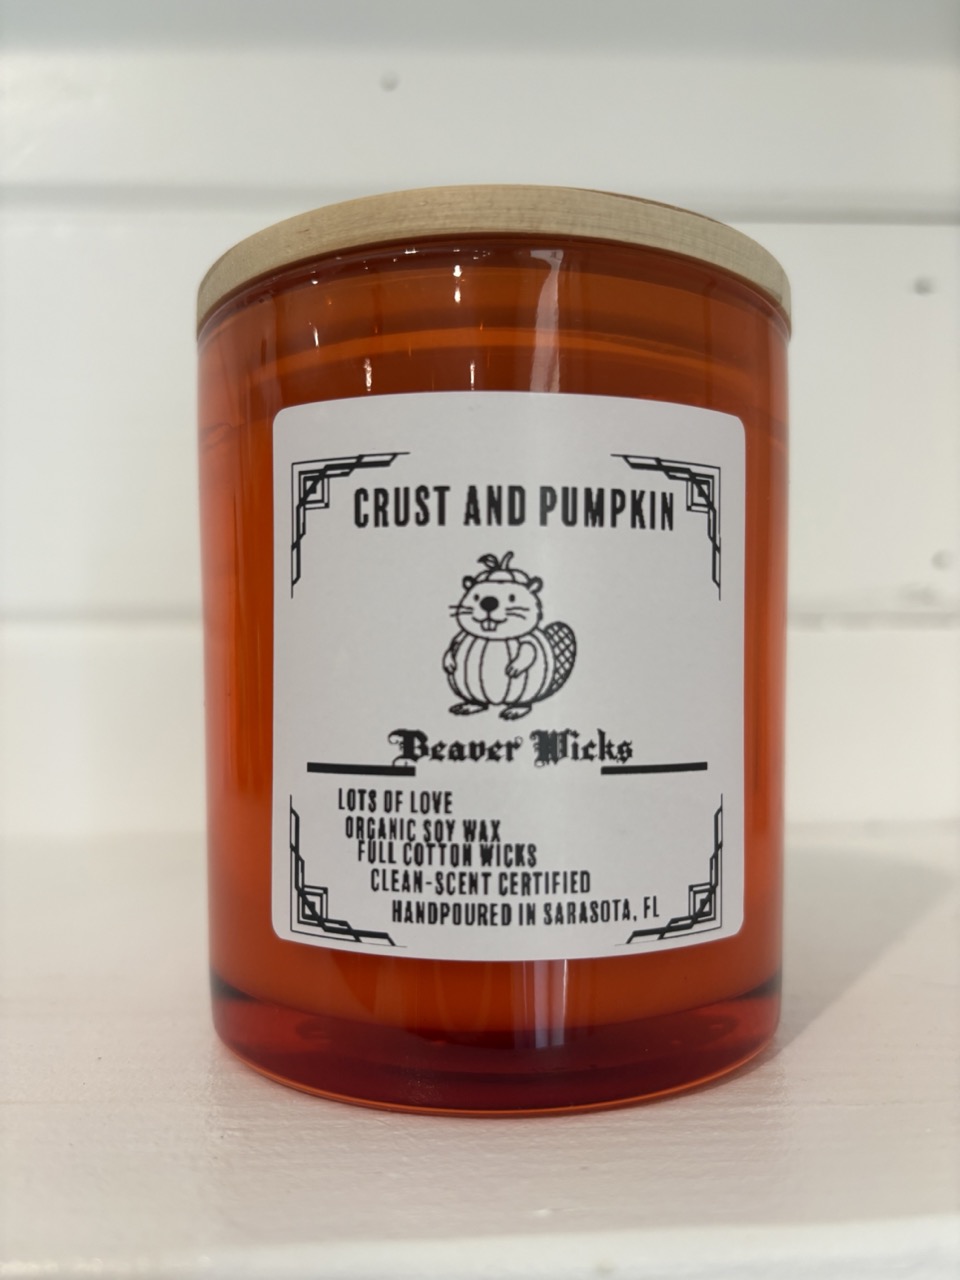 CRUST AND PUMPKIN
Beaver Wicks
LOTS OF LOVE
ORGANIC SOY WAX
FULL COTTON WICKS
CLEAN-SCENT CERTIFIED
HANDPOURED IN SARASOTA, FL